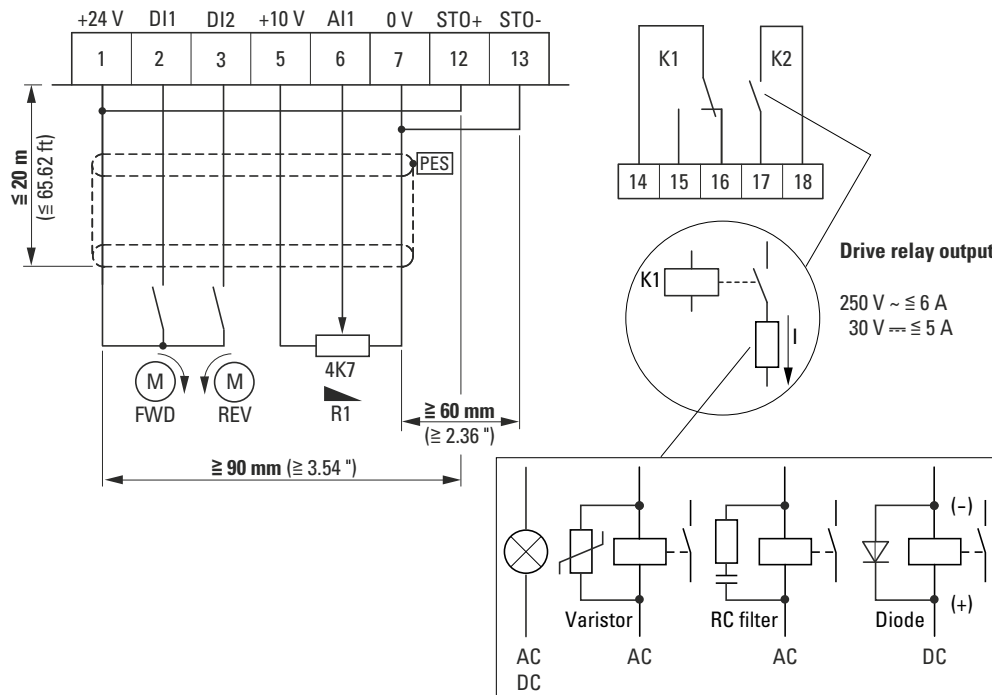 +24 V DI1 DI2 +10 V AI1 0 V STO+ STO-
1 2 3 5 6 7 12 13
≦ 20 m
(≦ 65.62 ft)
PES
4K7
R1
M M
FWD REV
≧ 60 mm
(≧ 2.36 ")
≧ 90 mm (≧ 3.54 ")
K1 K2
14 15 16 17 18
K1
I
Drive relay output
250 V ~ ≦ 6 A
30 V ⎓ ≦ 5 A
(–)
(+)
Varistor RC filter Diode
AC AC AC DC
DC